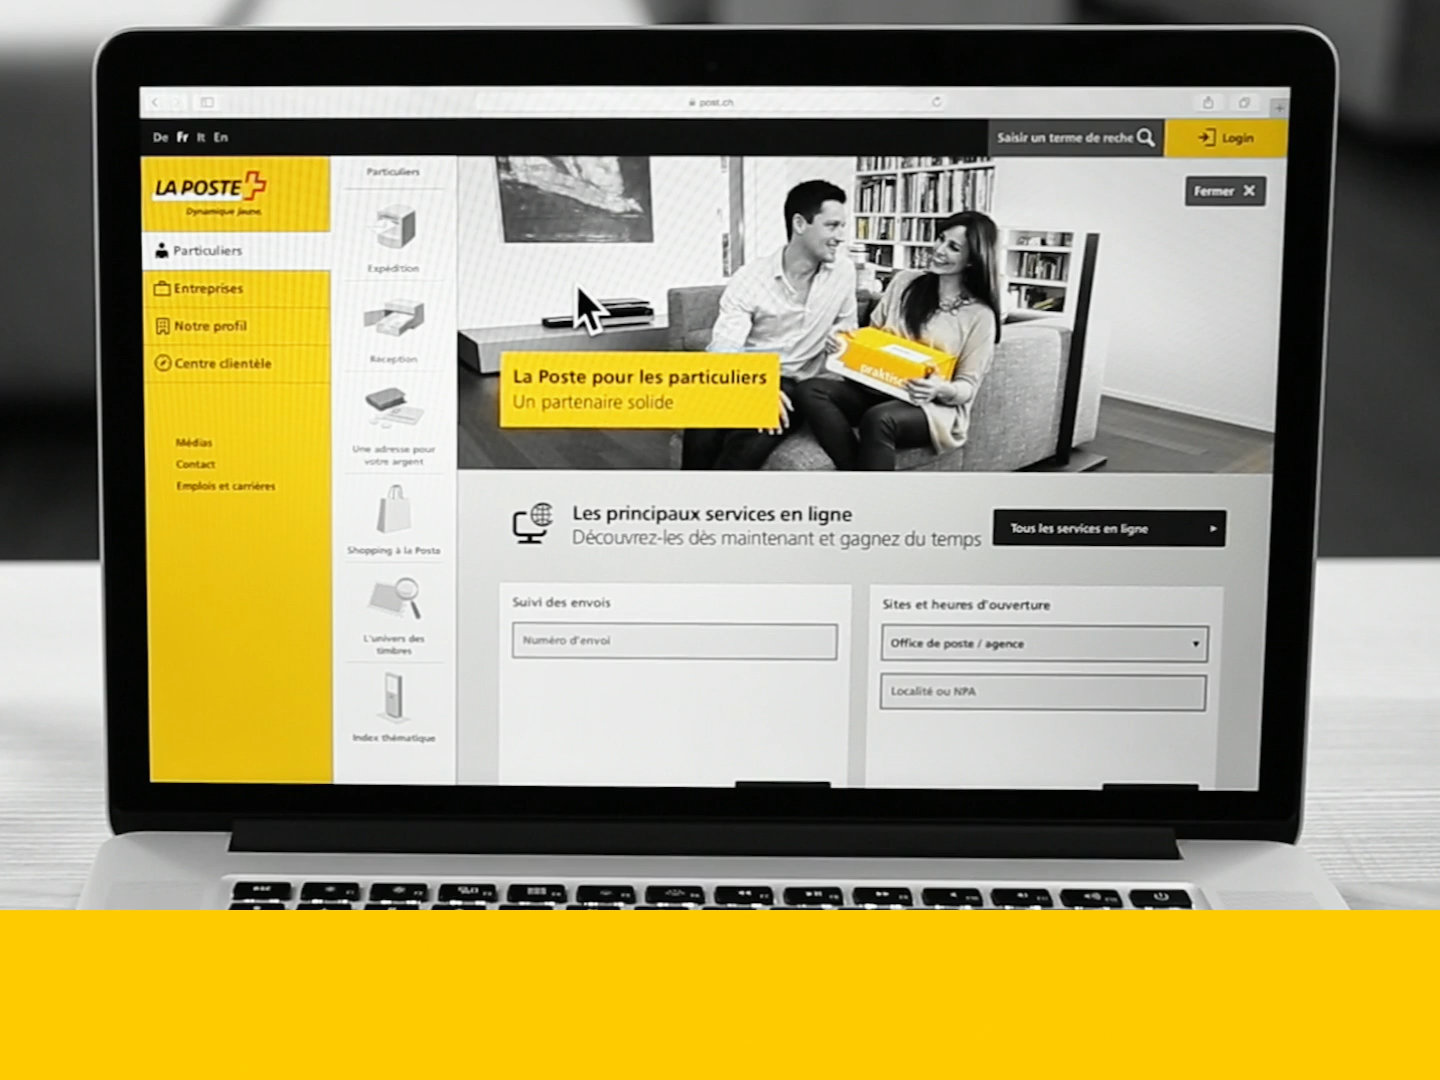 post.ch
De Fr It En
Saisir un terme de reche
Login
LA POSTE
Dynamique jaune.
Particuliers
Entreprises
Notre profil
Centre clientèle
Médias
Contact
Emplois et carrières
Particuliers
Expédition
Réception
Une adresse pour
votre argent
Shopping à la Poste
L'univers des
timbres
Index thématique
Fermer
La Poste pour les particuliers
Un partenaire solide
Les principaux services en ligne
Découvrez-les dès maintenant et gagnez du temps
Tous les services en ligne
Suivi des envois
Numéro d'envoi
Sites et heures d'ouverture
Office de poste / agence
Localité ou NPA